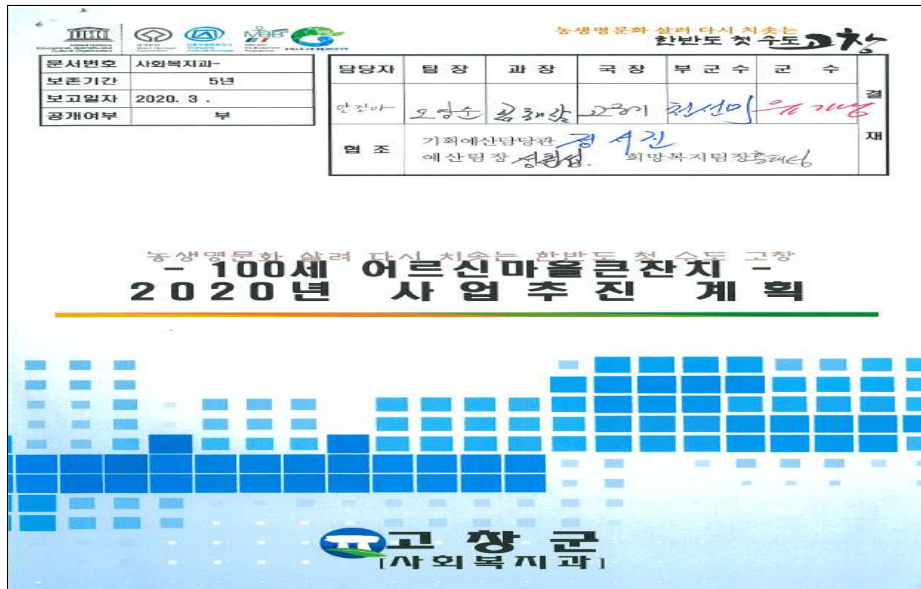 농생명문화 살려 다시 치솟는
한반도 첫 수도 고창
문서번호 사회복지과-
보존기간 5년
보고일자 2020. 3 .
공개여부 부
담당자 팀장 과장 국장 부군수 군수 결재
협조 기획예산담당관
예산팀장 희망복지팀장
농생명문화 살려 다시 치솟는 한반도 첫 수도 고창
- 100세 어르신마을큰잔치 -
2020년 사업추진 계획
고창군
[사회복지과]